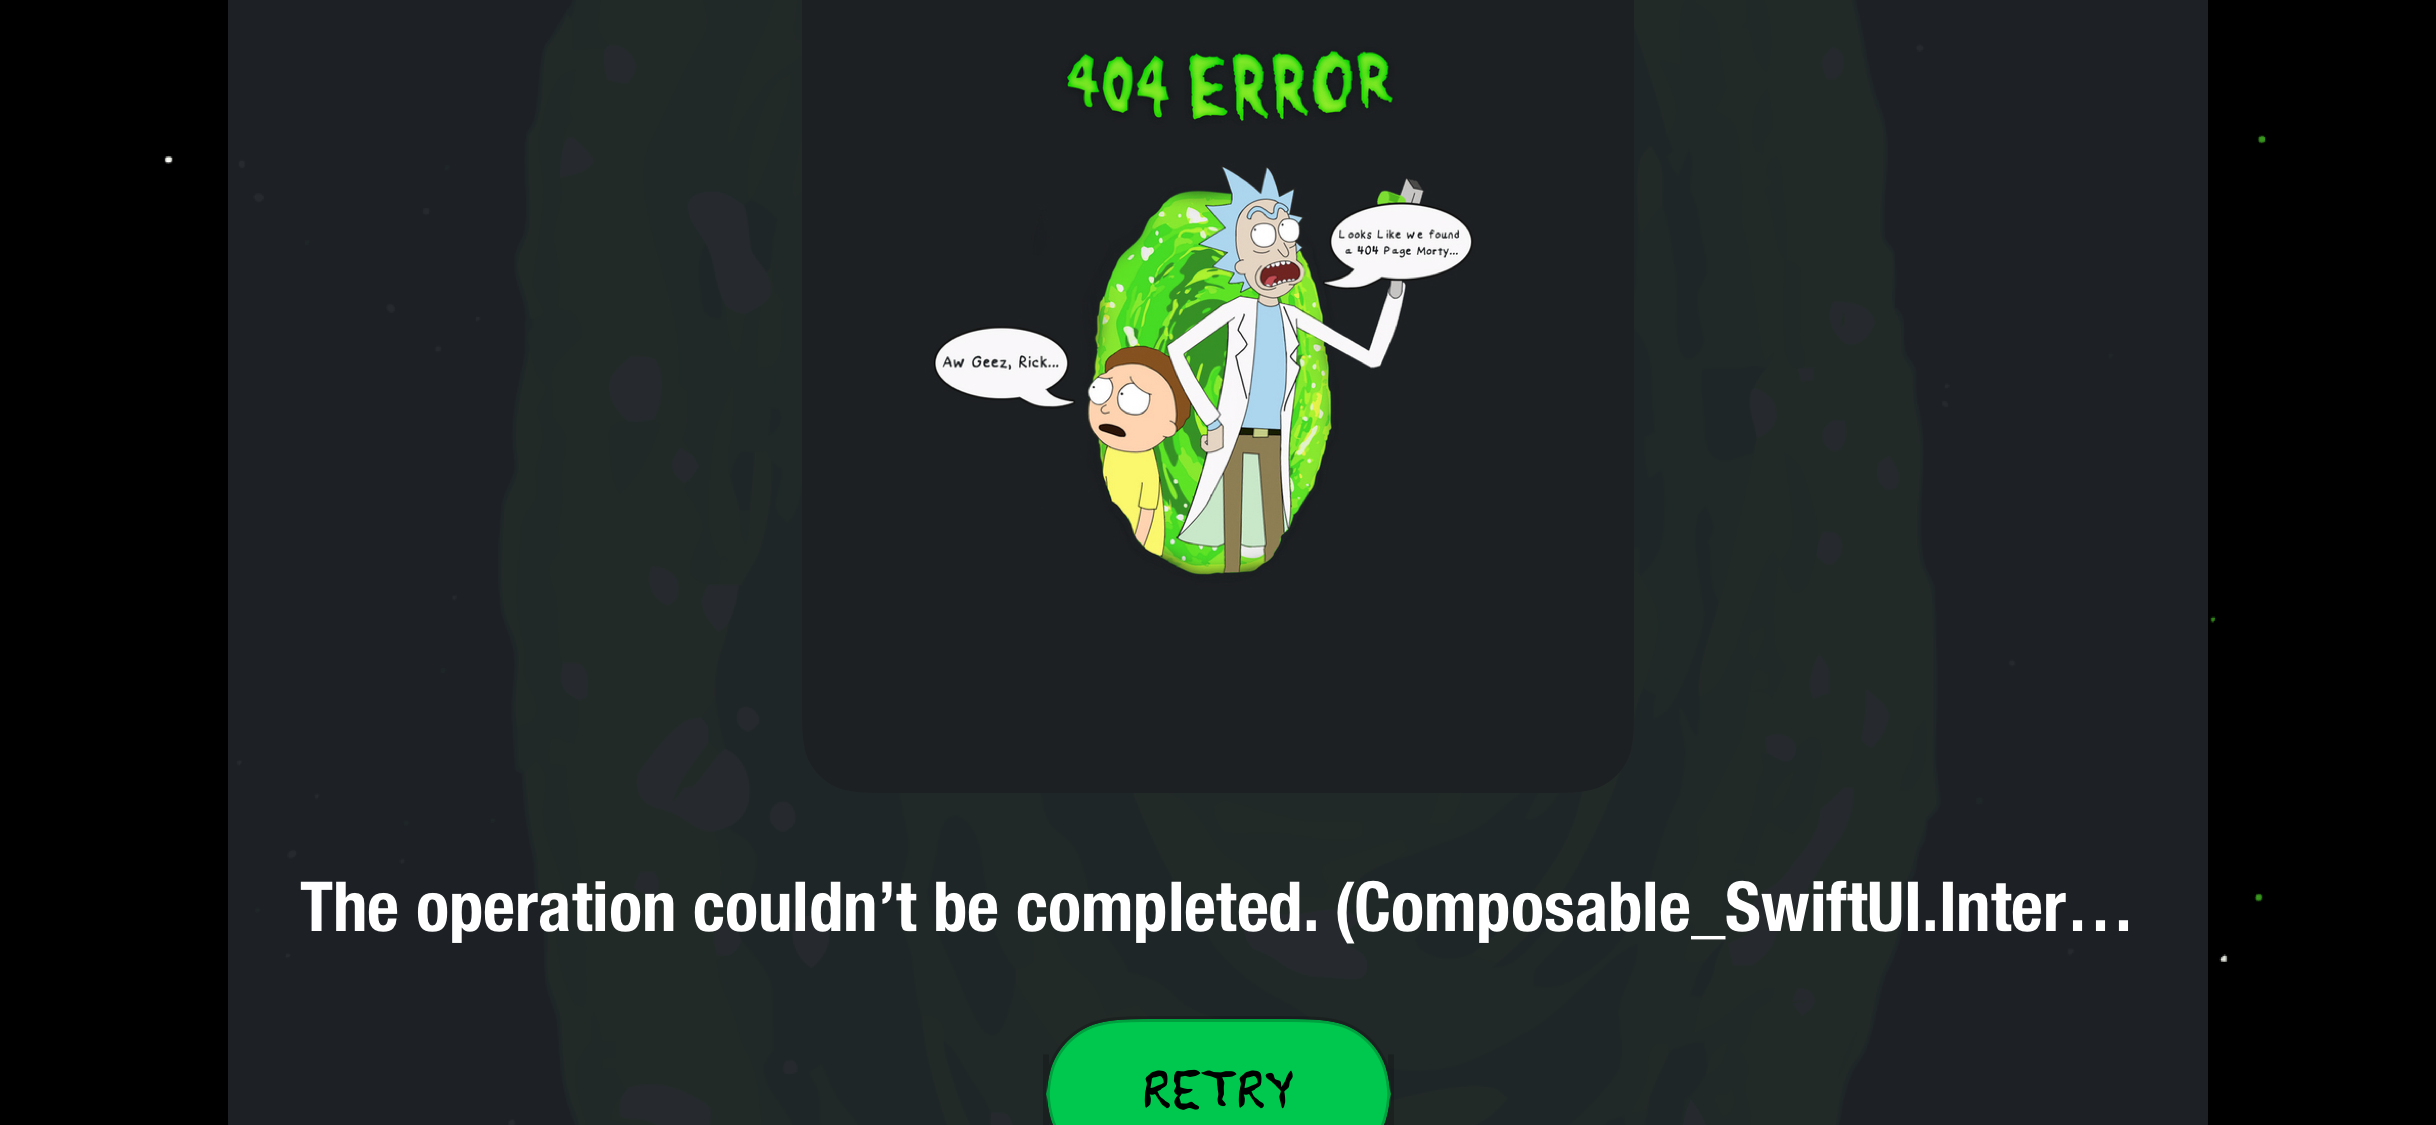 404 ERROR
Looks Like we found
a 404 Page Morty...
Aw Geez, Rick...
The operation couldn’t be completed. (Composable_SwiftUI.Inter…
RETRY